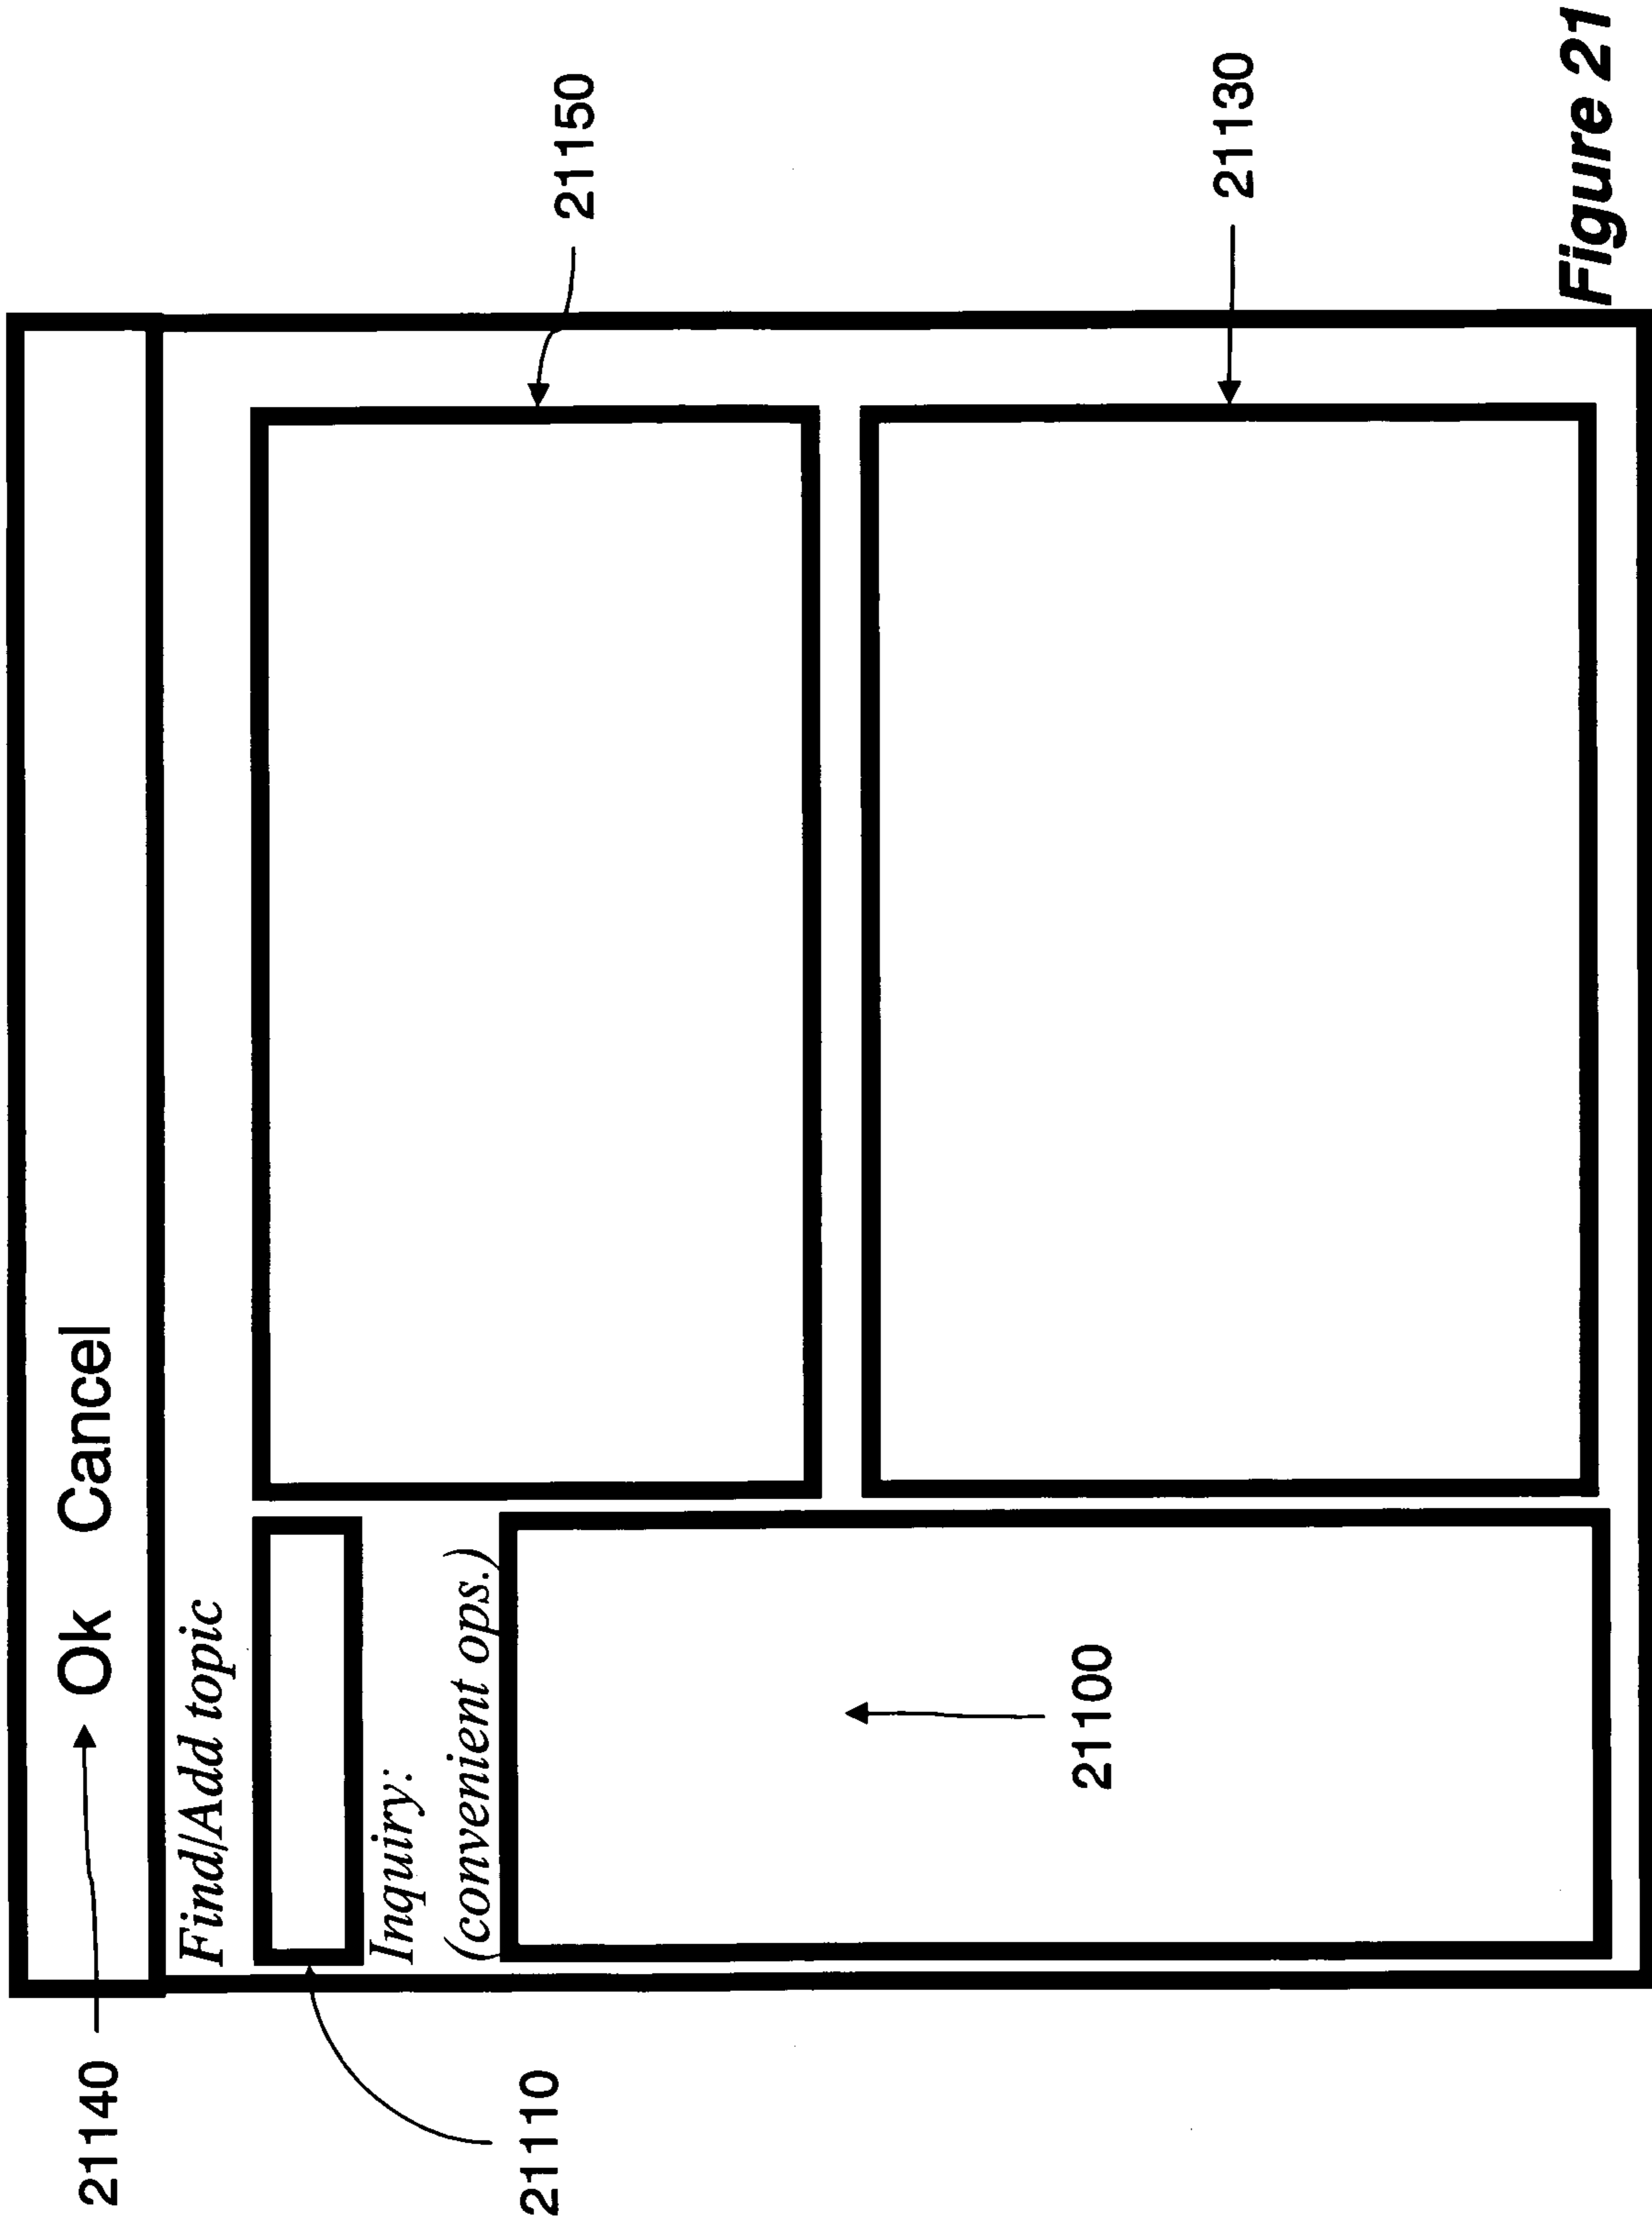 21140
Ok Cancel
Find/Add topic
21110
Inquiry:
(convenient ops.)
21100
21150
21130
Figure 21